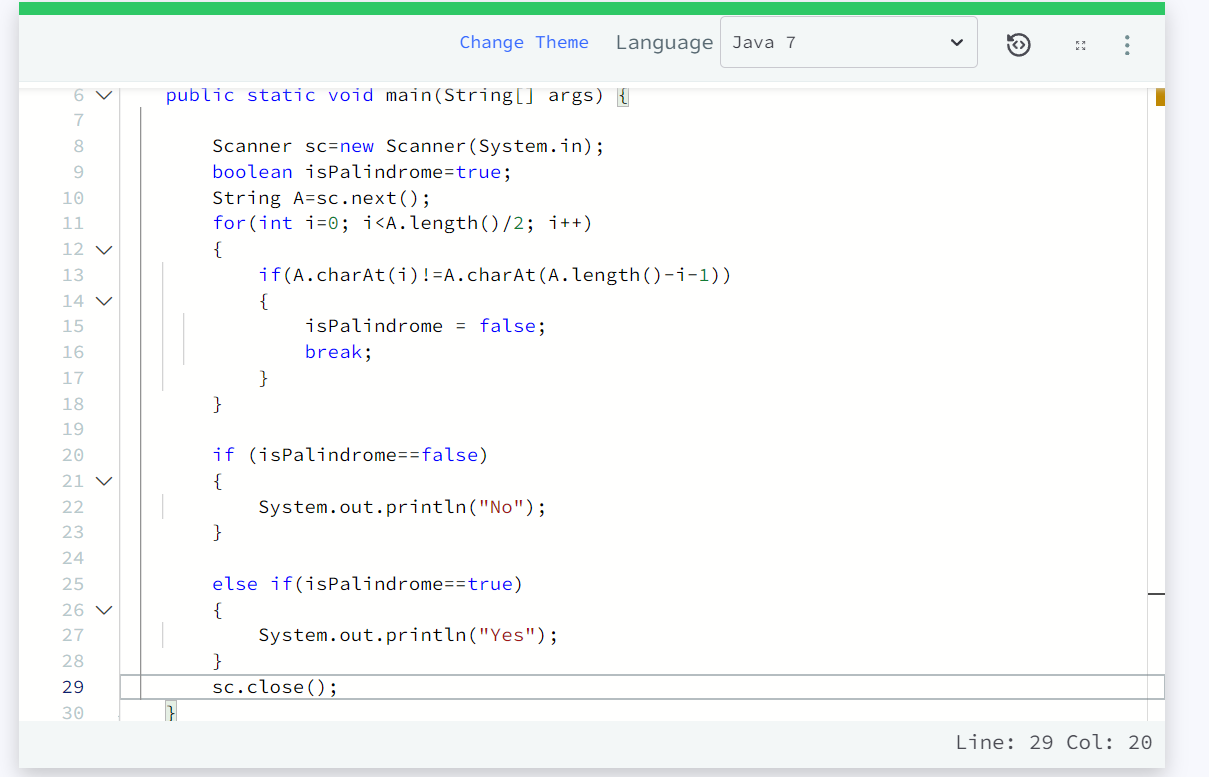 Change Theme Language Java 7
6 public static void main(String[] args) {
7
8 Scanner sc=new Scanner(System.in);
9 boolean isPalindrome=true;
10 String A=sc.next();
11 for(int i=0; i<A.length()/2; i++)
12 {
13 if(A.charAt(i)!=A.charAt(A.length()-i-1))
14 {
15 isPalindrome = false;
16 break;
17 }
18 }
19
20 if (isPalindrome==false)
21 {
22 System.out.println("No");
23 }
24
25 else if(isPalindrome==true)
26 {
27 System.out.println("Yes");
28 }
29 sc.close();
30 }
Line: 29 Col: 20